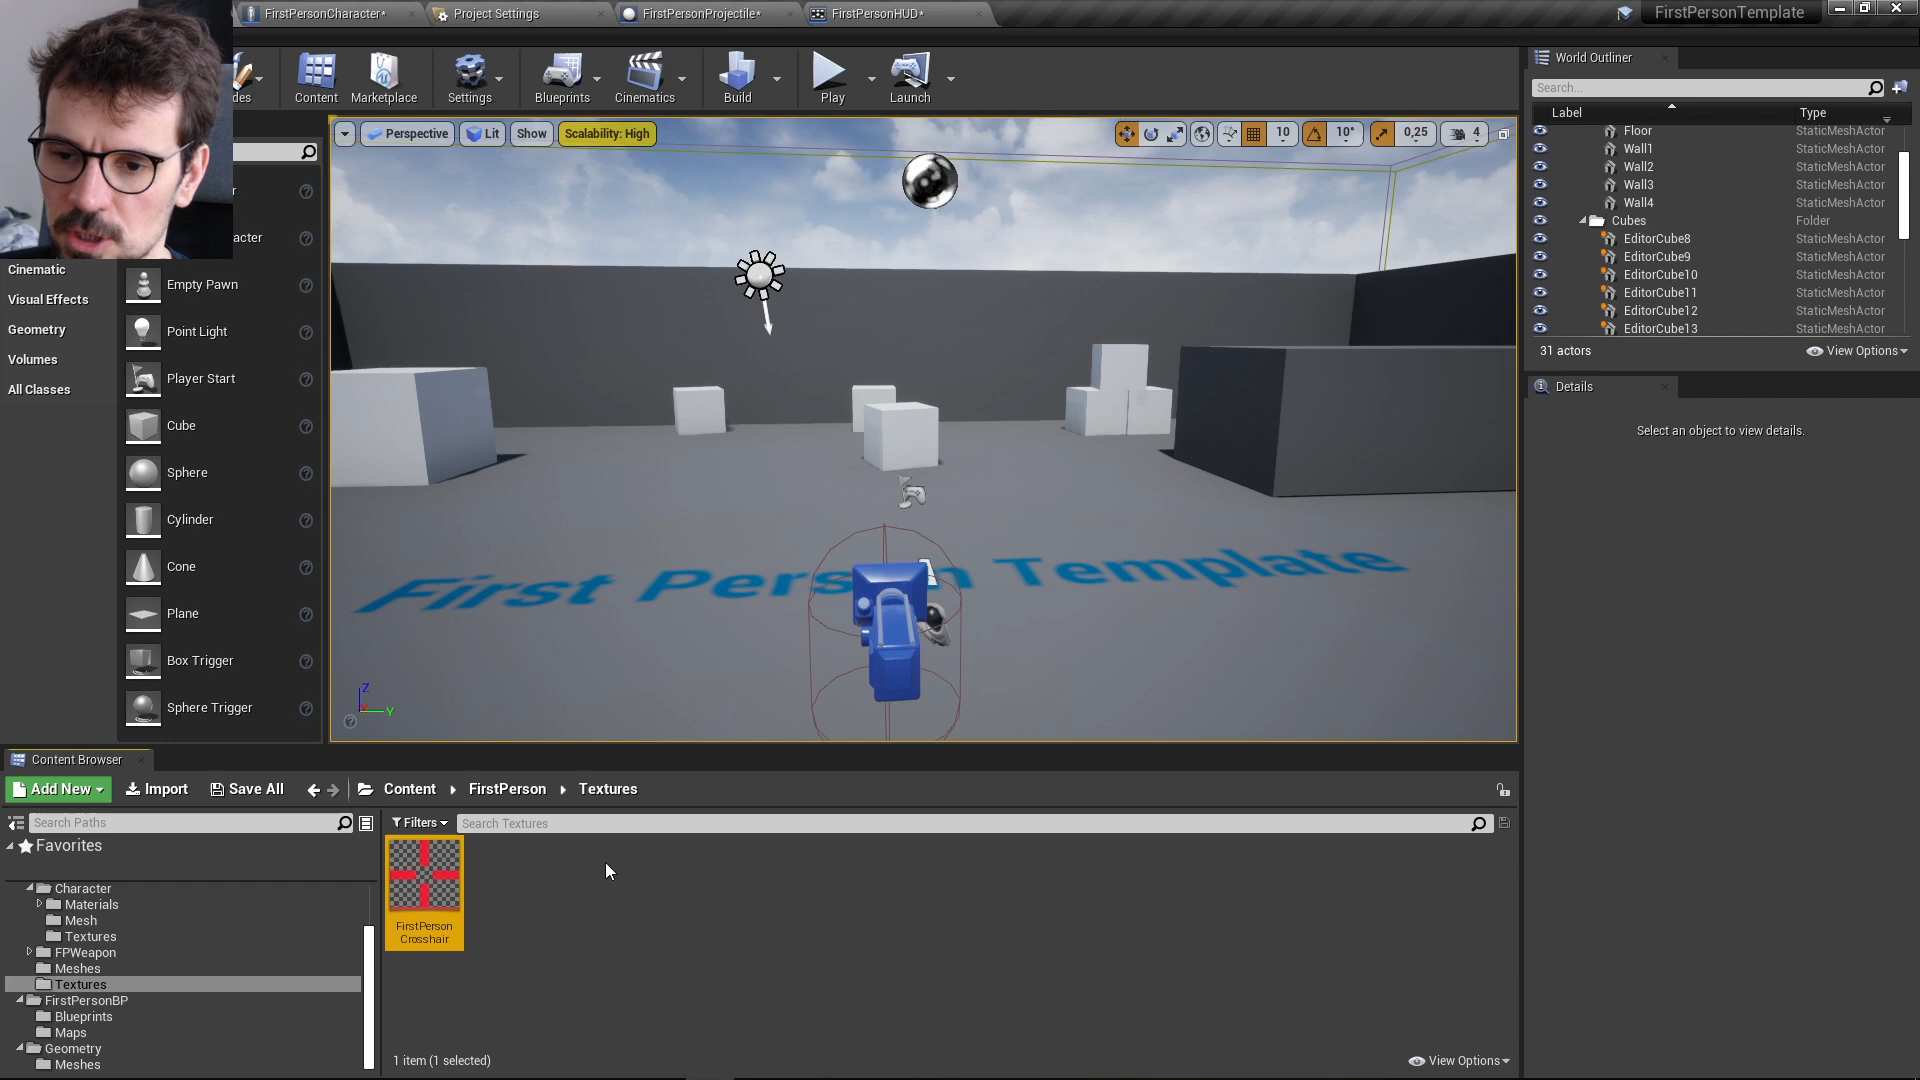 FirstPersonCharacter*
Project Settings
FirstPersonProjectile*
FirstPersonHUD*
FirstPersonTemplate
Content
Marketplace
Settings
Blueprints
Cinematics
Build
Play
Launch
Perspective
Lit
Show
Scalability: High
10
10°
0,25
4
Cinematic
Visual Effects
Geometry
Volumes
All Classes
Empty Pawn
Point Light
Player Start
Cube
Sphere
Cylinder
Cone
Plane
Box Trigger
Sphere Trigger
First Person Template
Z
Y
World Outliner
Search...
Label Type
Floor StaticMeshActor
Wall1 StaticMeshActor
Wall2 StaticMeshActor
Wall3 StaticMeshActor
Wall4 StaticMeshActor
Cubes Folder
EditorCube8 StaticMeshActor
EditorCube9 StaticMeshActor
EditorCube10 StaticMeshActor
EditorCube11 StaticMeshActor
EditorCube12 StaticMeshActor
EditorCube13 StaticMeshActor
31 actors View Options
Details
Select an object to view details.
Content Browser
Add New Import Save All Content FirstPerson Textures
Search Paths
Filters Search Textures
Favorites
Character
Materials
Mesh
Textures
FPWeapon
Meshes
Textures
FirstPersonBP
Blueprints
Maps
Geometry
Meshes
FirstPerson
Crosshair
1 item (1 selected) View Options